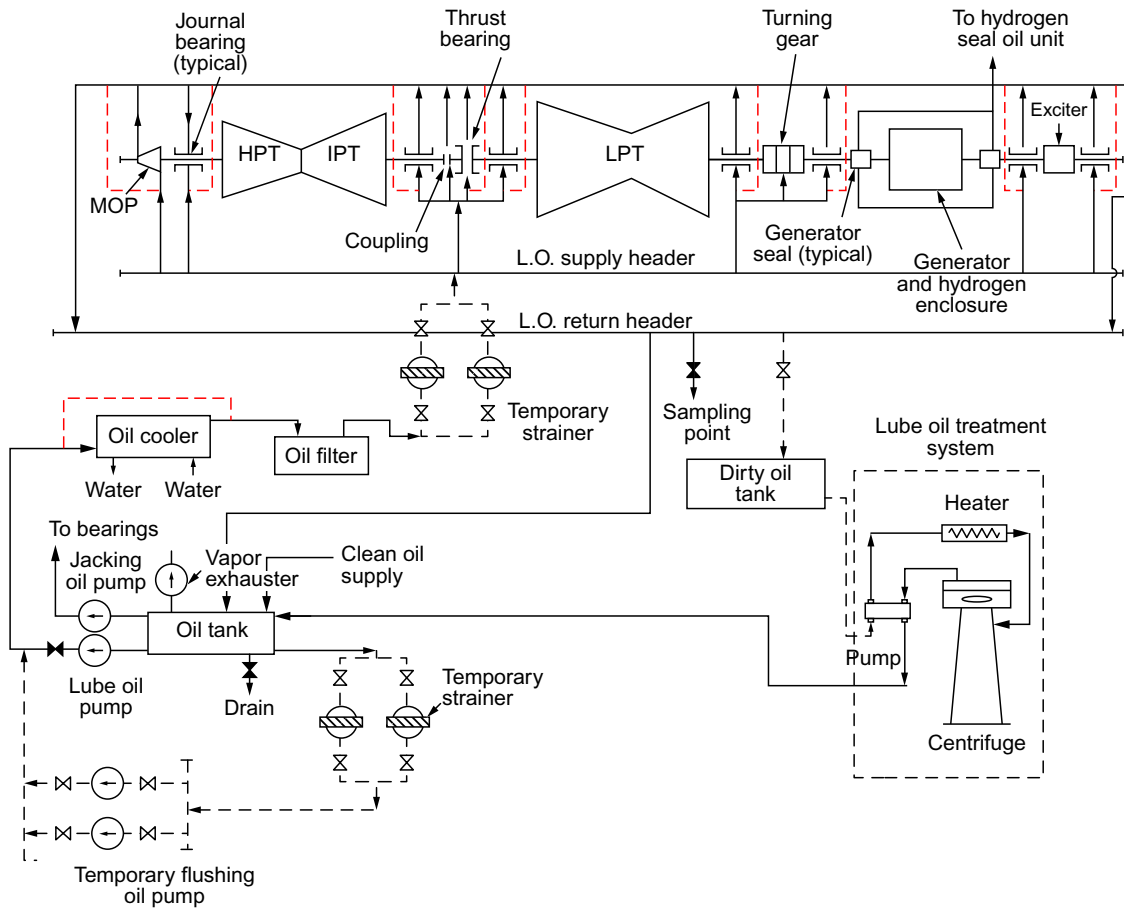 Journal
bearing
(typical)
Thrust
bearing
Turning
gear
To hydrogen
seal oil unit
Exciter
HPT
IPT
LPT
MOP
Coupling
Generator
seal (typical)
Generator
and hydrogen
enclosure
L.O. supply header
L.O. return header
Temporary
strainer
Sampling
point
Oil cooler
Oil filter
Water
Water
Dirty oil
tank
Lube oil treatment
system
Heater
Pump
Centrifuge
To bearings
Jacking
oil pump
Vapor
exhauster
Clean oil
supply
Oil tank
Lube oil
pump
Drain
Temporary
strainer
Temporary flushing
oil pump